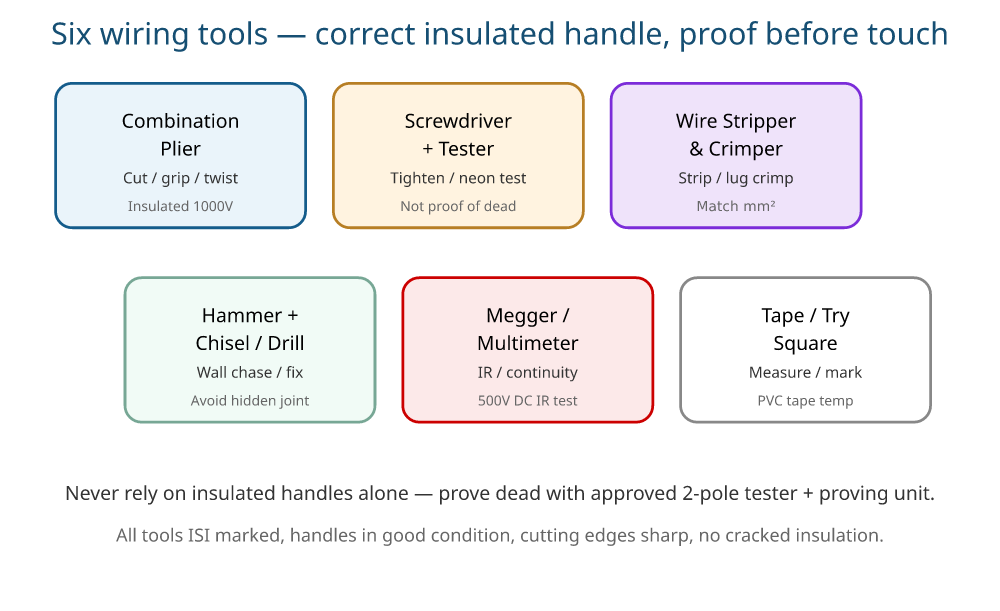 Six wiring tools — correct insulated handle, proof before touch
Combination
Plier
Cut / grip / twist
Insulated 1000V
Screwdriver
+ Tester
Tighten / neon test
Not proof of dead
Wire Stripper
& Crimper
Strip / lug crimp
Match mm²
Hammer +
Chisel / Drill
Wall chase / fix
Avoid hidden joint
Megger /
Multimeter
IR / continuity
500V DC IR test
Tape / Try
Square
Measure / mark
PVC tape temp
Never rely on insulated handles alone — prove dead with approved 2-pole tester + proving unit.
All tools ISI marked, handles in good condition, cutting edges sharp, no cracked insulation.